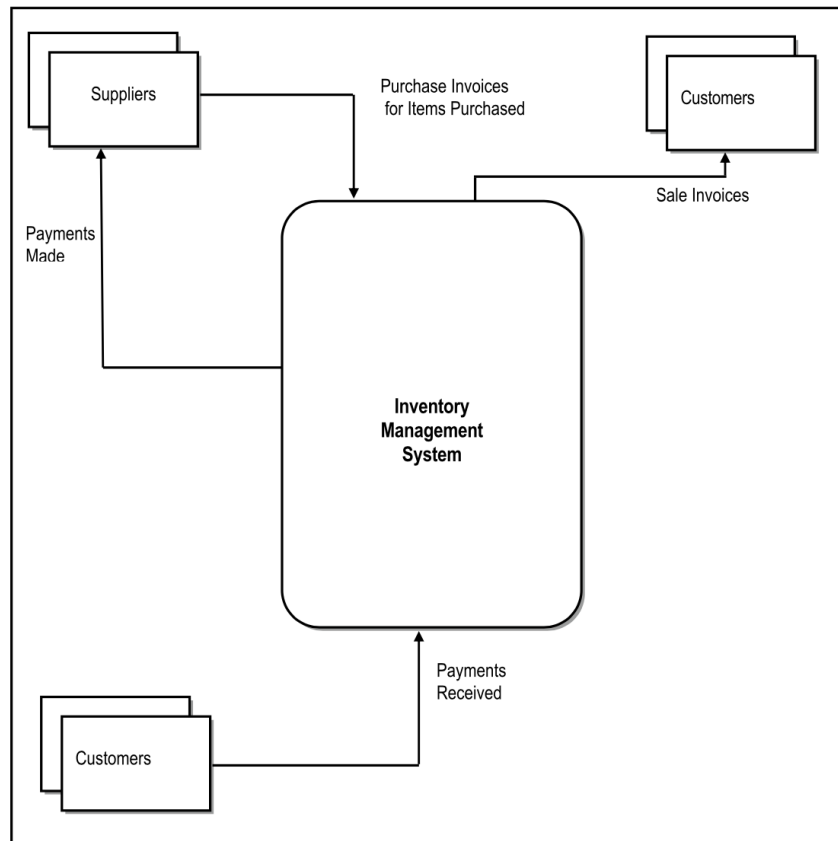 Suppliers
Purchase Invoices
for Items Purchased
Customers
Sale Invoices
Payments
Made
Inventory
Management
System
Payments
Received
Customers